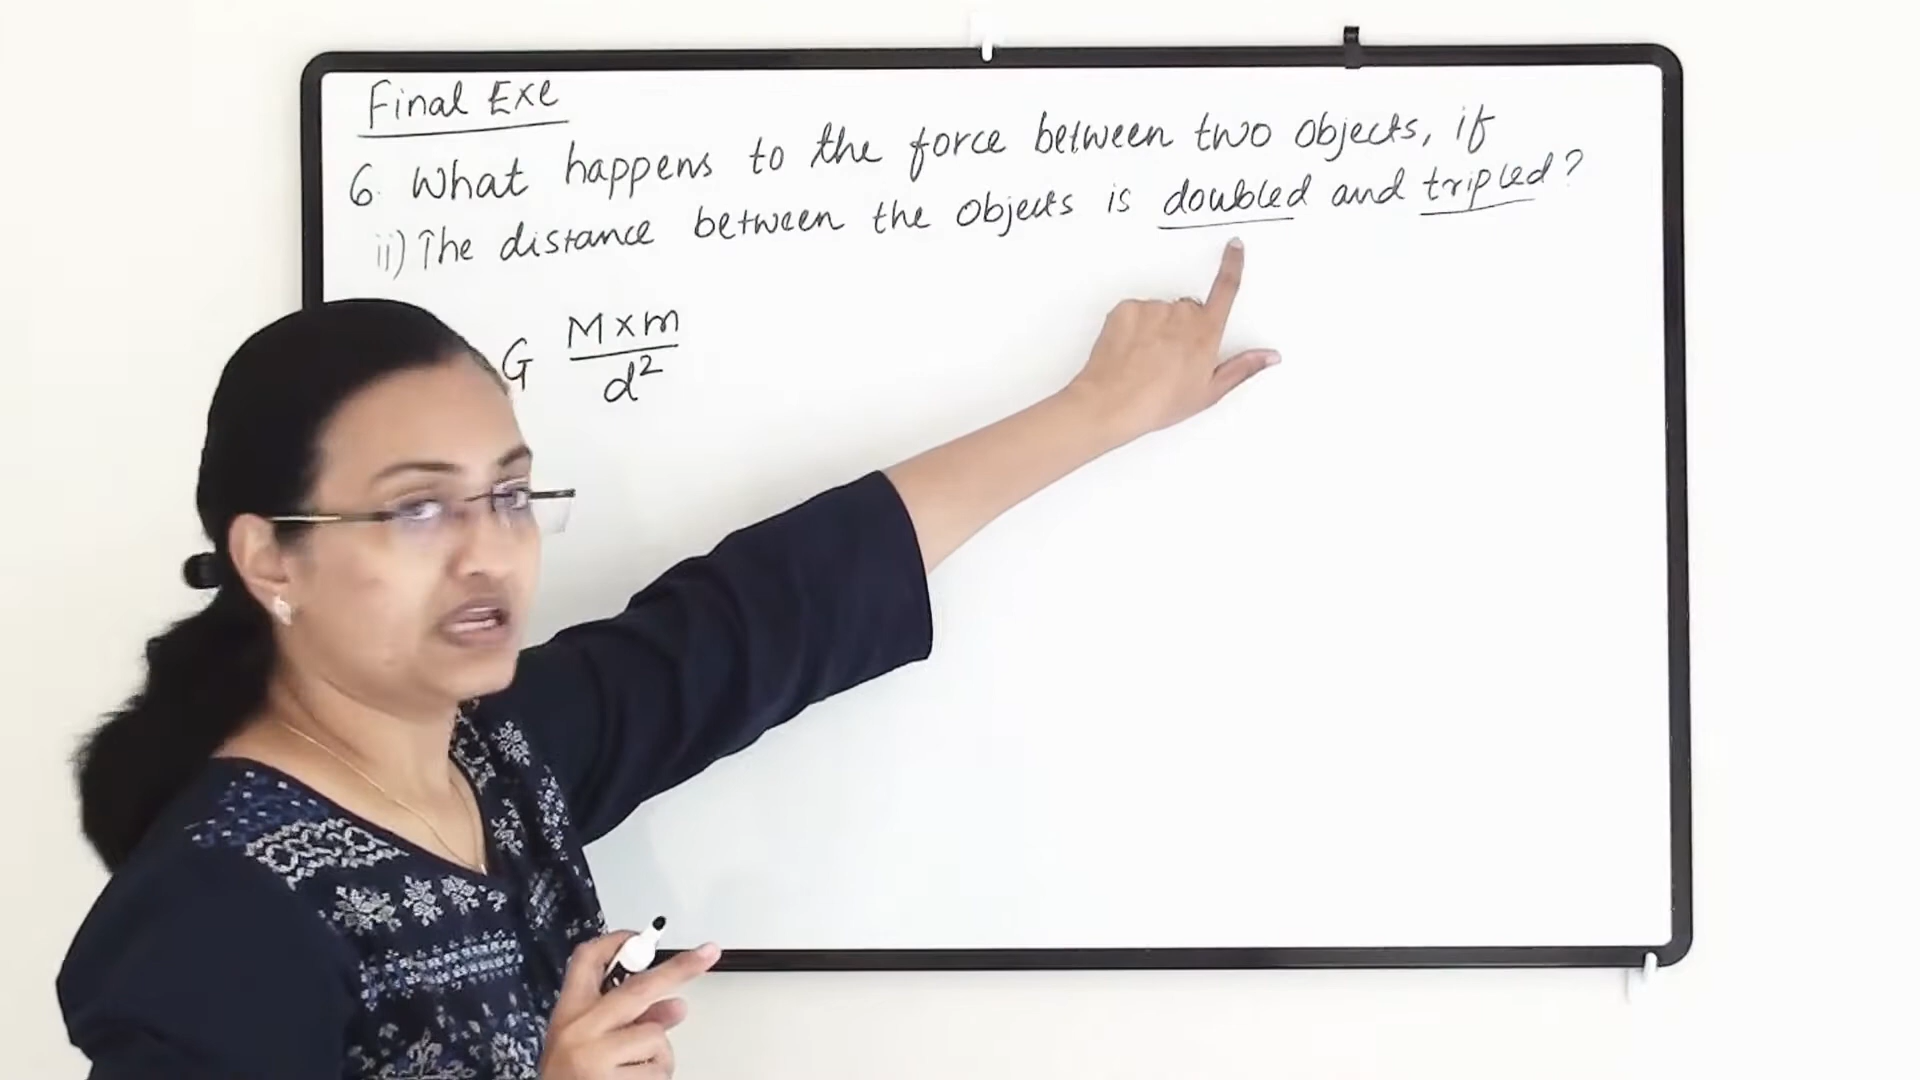 Final Exe
6. What happens to the force between two objects, if
ii) The distance between the objects is doubled and tripled?
G M x m
d²